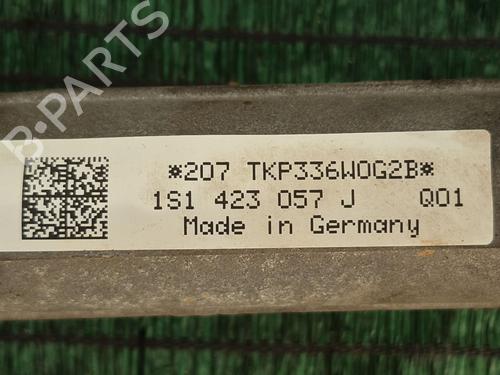 B-PARTS
*207 TKP336W0G2B*
1S1 423 057 J Q01
Made in Germany